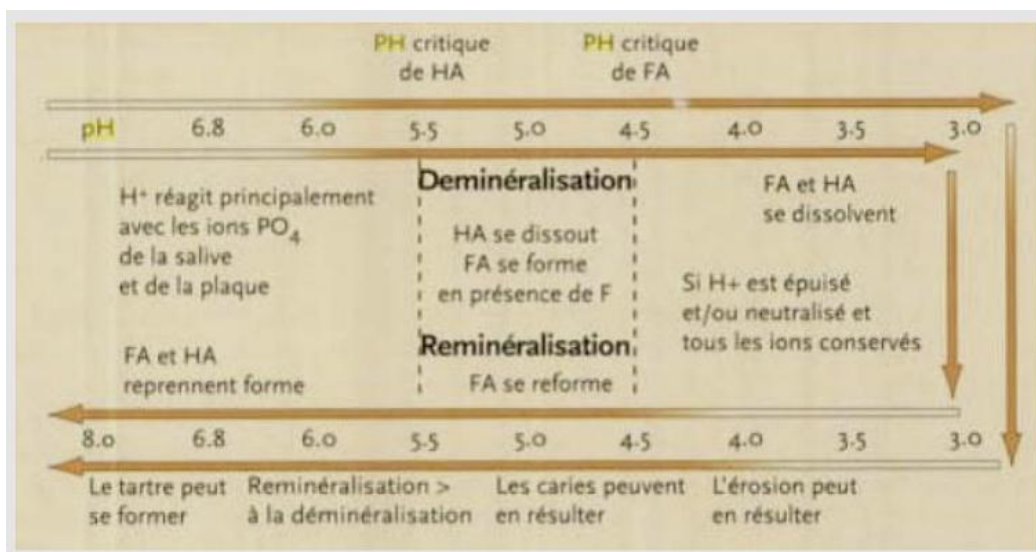 PH critique
de HA
PH critique
de FA
pH 6.8 6.0 5.5 5.0 4.5 4.0 3.5 3.0
H+ réagit principalement
avec les ions PO4
de la salive
et de la plaque
FA et HA
reprennent forme
Deminéralisation
HA se dissout
FA se forme
en présence de F
Reminéralisation
FA se reforme
FA et HA
se dissolvent
Si H+ est épuisé
et/ou neutralisé et
tous les ions conservés
8.0 6.8 6.0 5.5 5.0 4.5 4.0 3.5 3.0
Le tartre peut
se former
Reminéralisation >
à la déminéralisation
Les caries peuvent
en résulter
L'érosion peut
en résulter